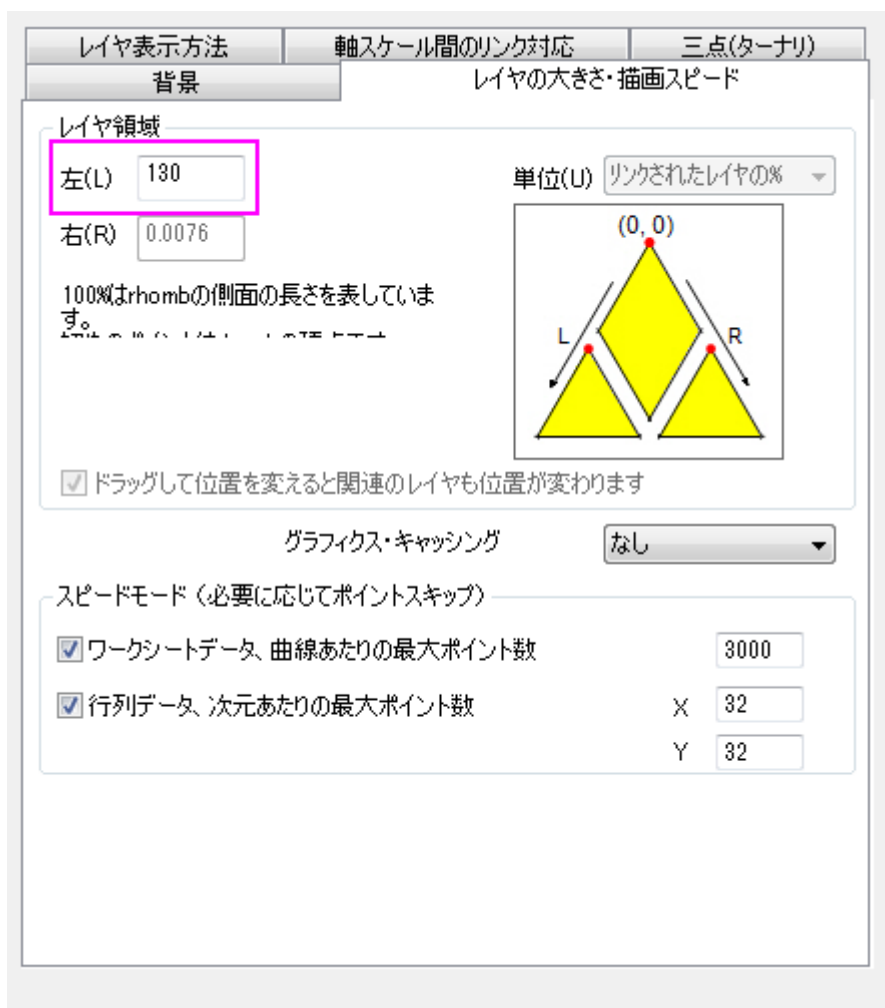 レイヤ表示方法 軸スケール間のリンク対応 三点(ターナリ)
背景 レイヤの大きさ・描画スピード
レイヤ領域
左(L) 130 単位(U) リンクされたレイヤの%
右(R) 0.0076
(0, 0)
100%はrhombの側面の長さを表していま
す。
L R
ドラッグして位置を変えると関連のレイヤも位置が変わります
グラフィクス・キャッシング なし
スピードモード（必要に応じてポイントスキップ）
ワークシートデータ、曲線あたりの最大ポイント数 3000
行列データ、次元あたりの最大ポイント数 X 32
Y 32